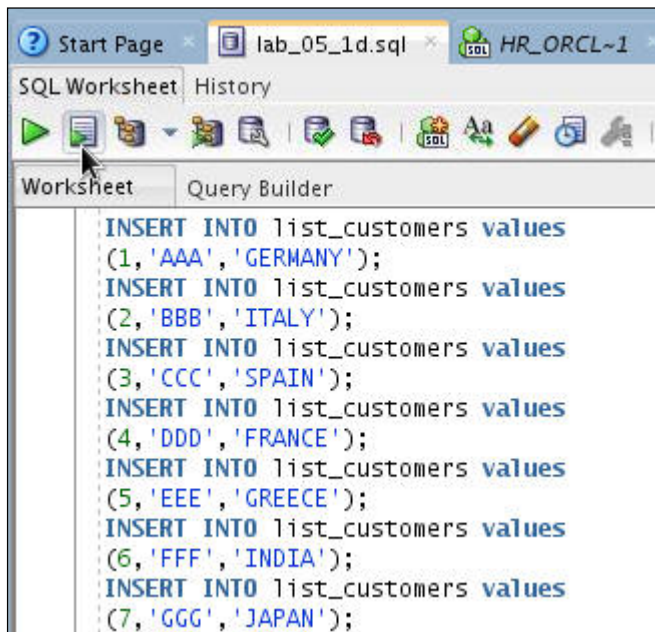 Start Page lab_05_1d.sql HR_ORCL~1
SQL Worksheet History
Worksheet Query Builder
INSERT INTO list_customers values
(1,'AAA','GERMANY');
INSERT INTO list_customers values
(2,'BBB','ITALY');
INSERT INTO list_customers values
(3,'CCC','SPAIN');
INSERT INTO list_customers values
(4,'DDD','FRANCE');
INSERT INTO list_customers values
(5,'EEE','GREECE');
INSERT INTO list_customers values
(6,'FFF','INDIA');
INSERT INTO list_customers values
(7,'GGG','JAPAN');